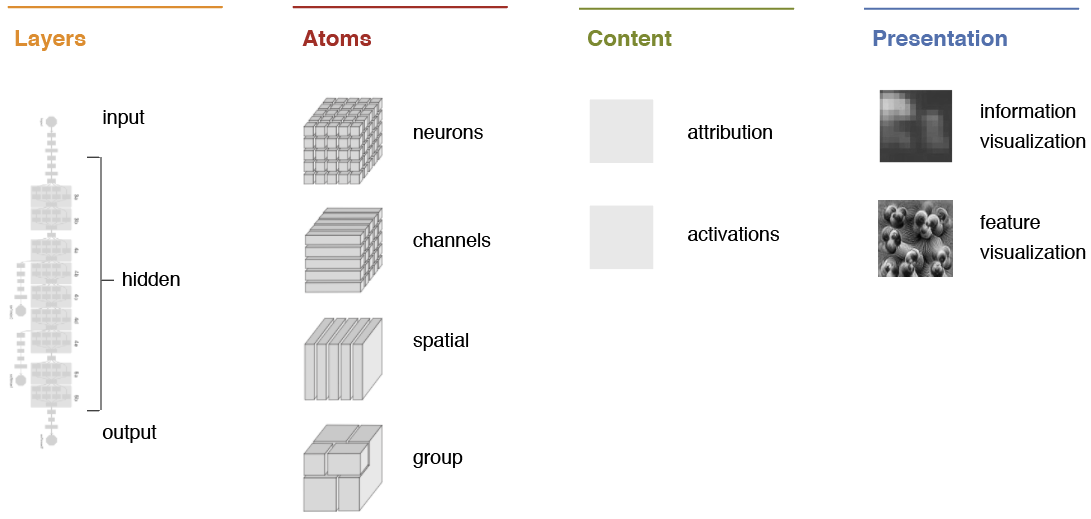 Layers
input
hidden
output
Atoms
neurons
channels
spatial
group
Content
attribution
activations
Presentation
information
visualization
feature
visualization